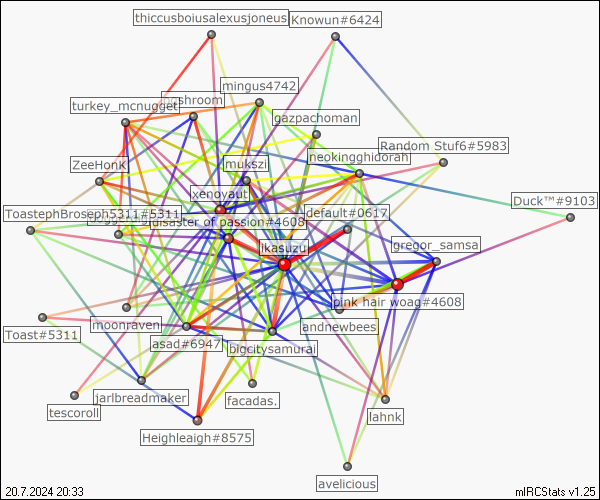 thiccusboiusalexusjoneus
Knowun#6424
mingus4742
shroom
turkey_mcnugget
gazpachoman
Random Stuf6#5983
neokingghidorah
mukszi
ZeeHonk
xenoyaut
Duck™#9103
ToastephBroseph5311#5311
default#0617
disaster of passion#4608
ikasuzu
gregor_samsa
pink hair woag#4608
moonraven
andnewbees
Toast#5311
asad#6947
bigcitysamurai
jarlbreadmaker
facadas.
tescoroll
lahnk
Heighleaigh#8575
avelicious
20.7.2024 20:33
mIRCStats v1.25